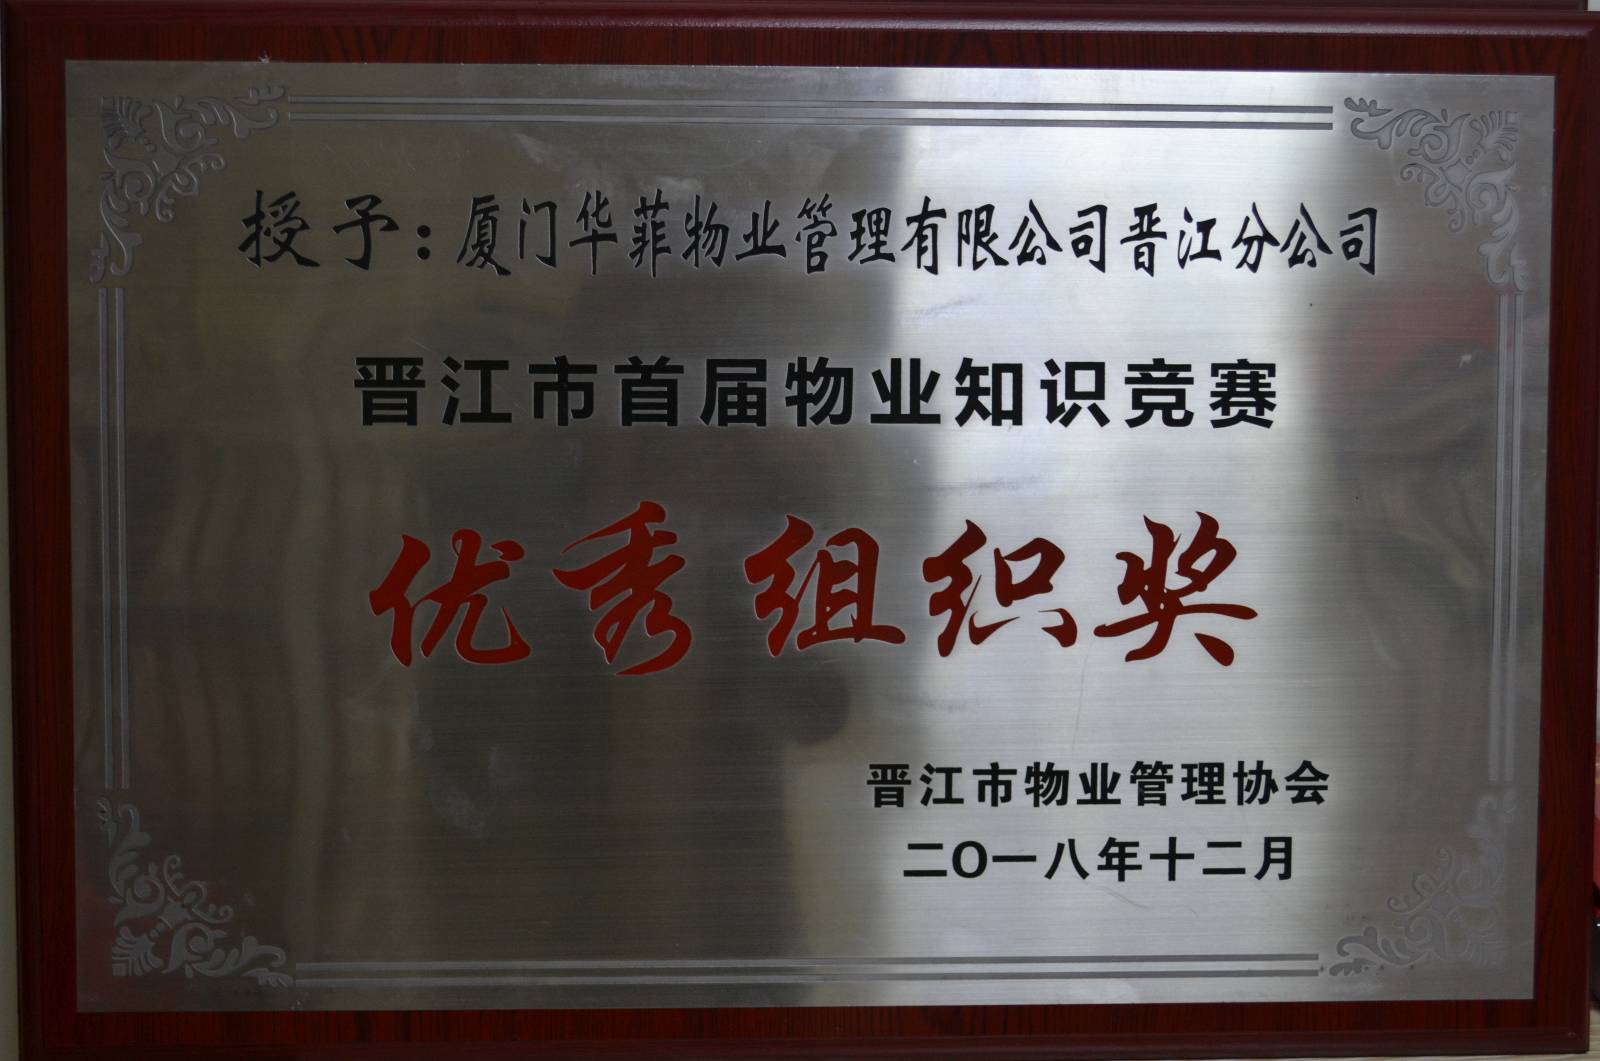 授予：厦门华菲物业管理有限公司晋江分公司
晋江市首届物业知识竞赛
优秀组织奖
晋江市物业管理协会
二〇一八年十二月